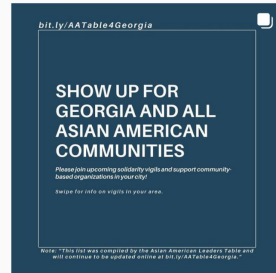 bit.ly/AATable4Georgia
SHOW UP FOR
GEORGIA AND ALL
ASIAN AMERICAN
COMMUNITIES
Please join upcoming solidarity vigils and support community-
based organizations in your city!
Swipe for info on vigils in your area.
Note: "This list was compiled by the Asian American Leaders Table and
will continue to be updated online at bit.ly/AATable4Georgia."